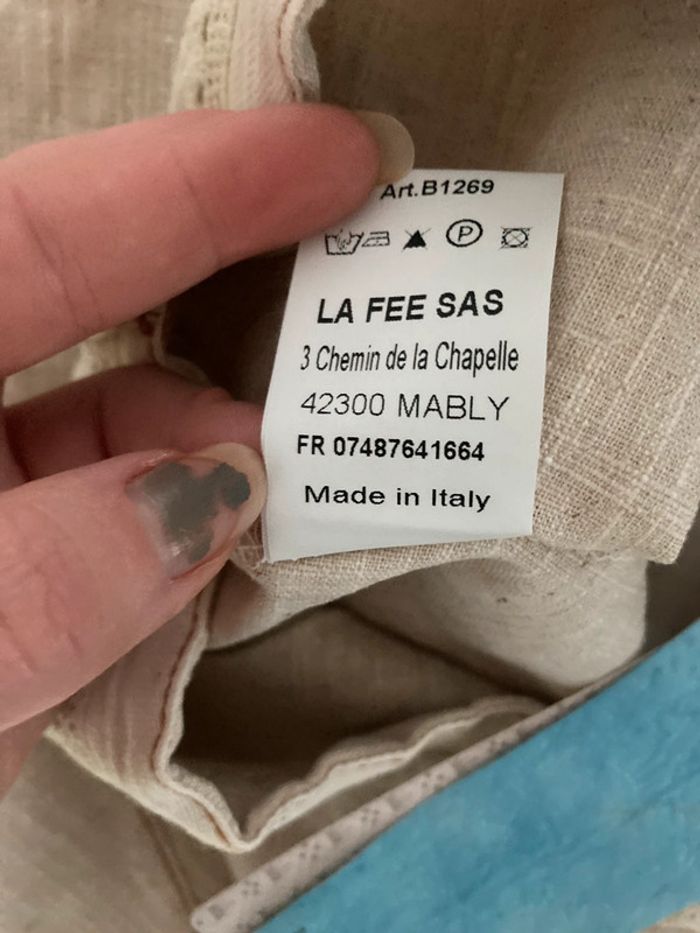 Art.B1269
P
LA FEE SAS
3 Chemin de la Chapelle
42300 MABLY
FR 07487641664
Made in Italy